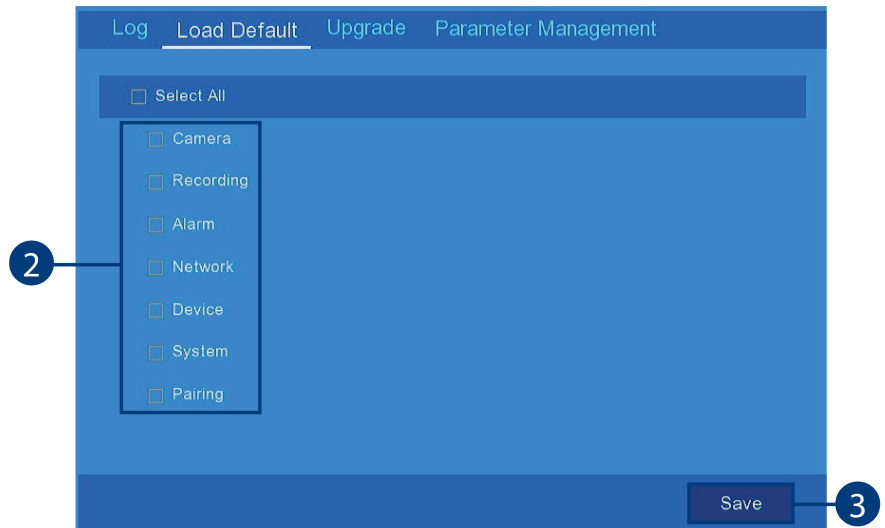 Log Load Default Upgrade Parameter Management
Select All
Camera
Recording
Alarm
2 Network
Device
System
Pairing
Save 3